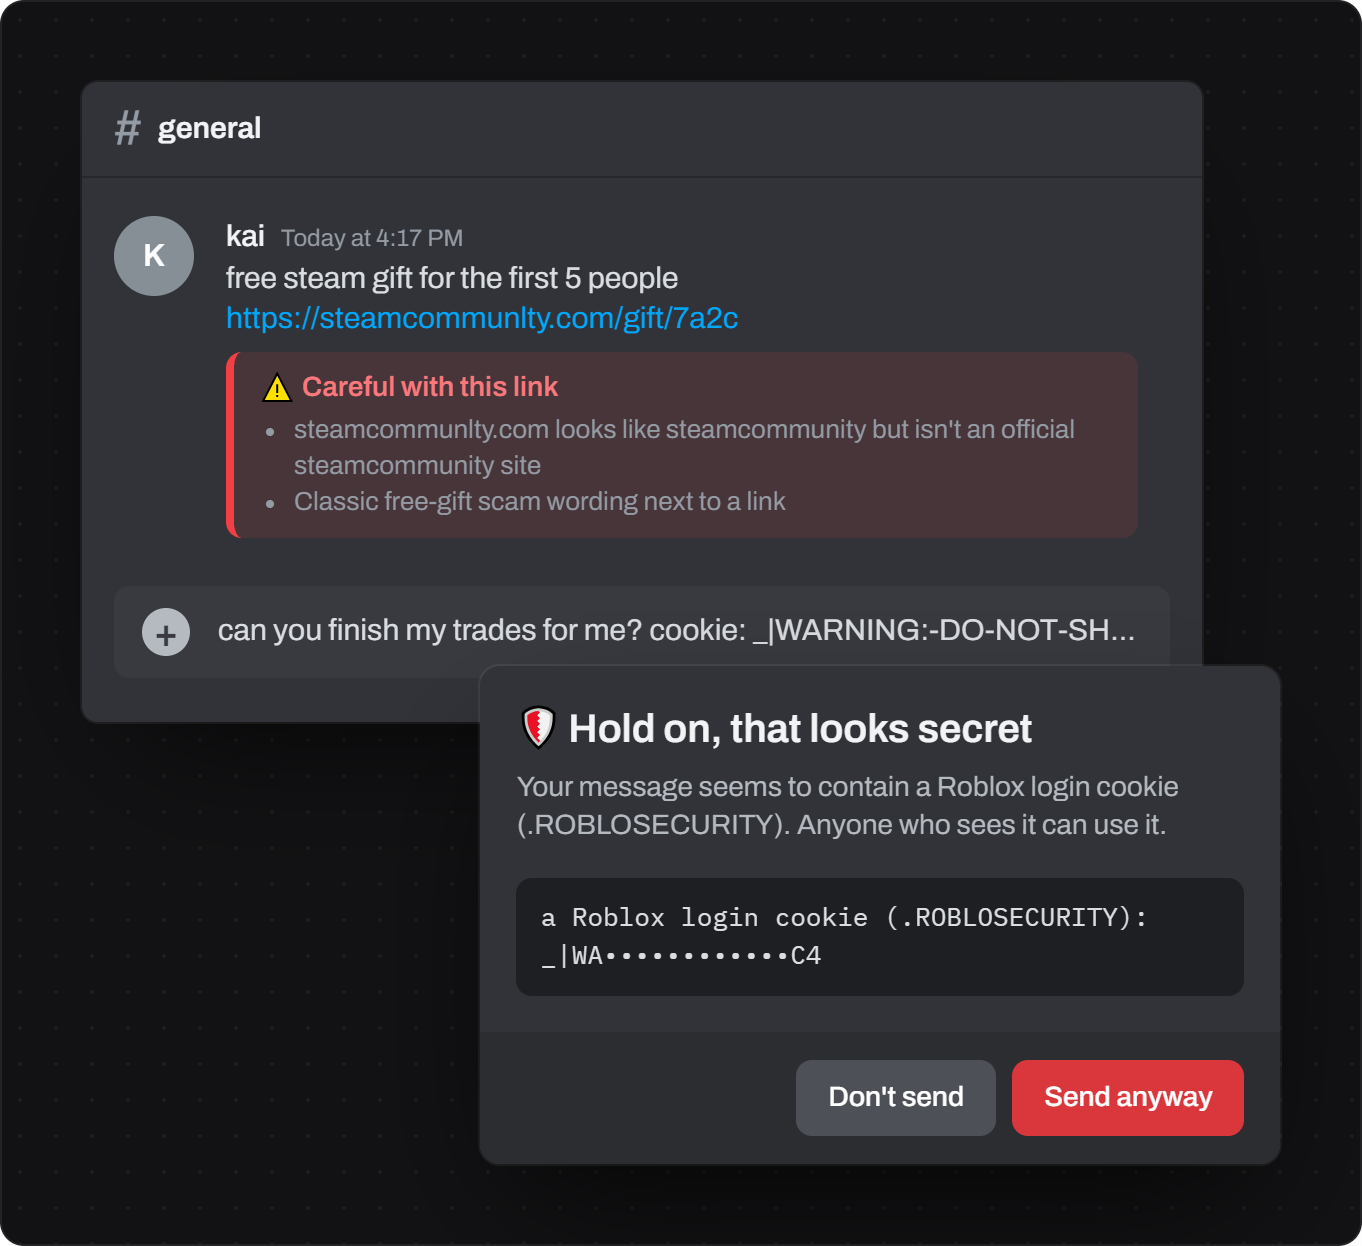 # general
K
kai Today at 4:17 PM
free steam gift for the first 5 people
https://steamcommunlty.com/gift/7a2c
⚠️ Careful with this link
• steamcommunlty.com looks like steamcommunity but isn't an official
steamcommunity site
• Classic free-gift scam wording next to a link
+ can you finish my trades for me? cookie: _|WARNING:-DO-NOT-SH...
Hold on, that looks secret
Your message seems to contain a Roblox login cookie
(.ROBLOSECURITY). Anyone who sees it can use it.
a Roblox login cookie (.ROBLOSECURITY):
_|WA••••••••••••C4
Don't send
Send anyway